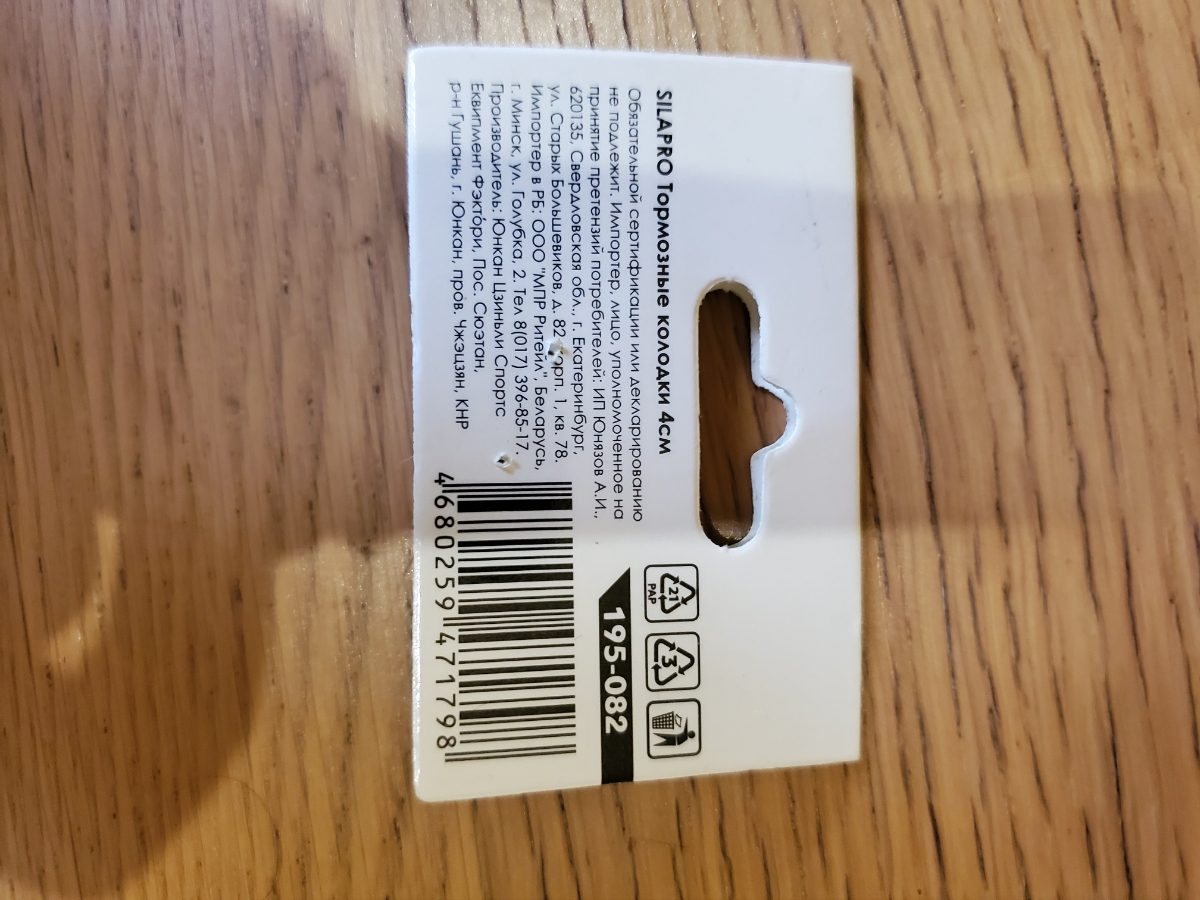 SILAPRO Тормозные колодки 4см
Обязательной сертификации или декларированию
не подлежит. Импортер, лицо, уполномоченное на
принятие претензий потребителей: ИП Юнязов А.И.,
620135, Свердловская обл., г. Екатеринбург,
ул. Старых Большевиков, д. 82 корп. 1, кв. 78.
Импортер в РБ: ООО "МПР Ритейл", Беларусь,
г. Минск, ул. Голубка, 2. Тел 8(017) 396-85-17.
Производитель: Юнкан Цзиньли Спортс
Еквипмент Фэктори, Пос. Сюэтан,
р-н Гушань, г. Юнкан, пров. Чжэцзян, КНР
21
PAP
3
195-082
4680259471798